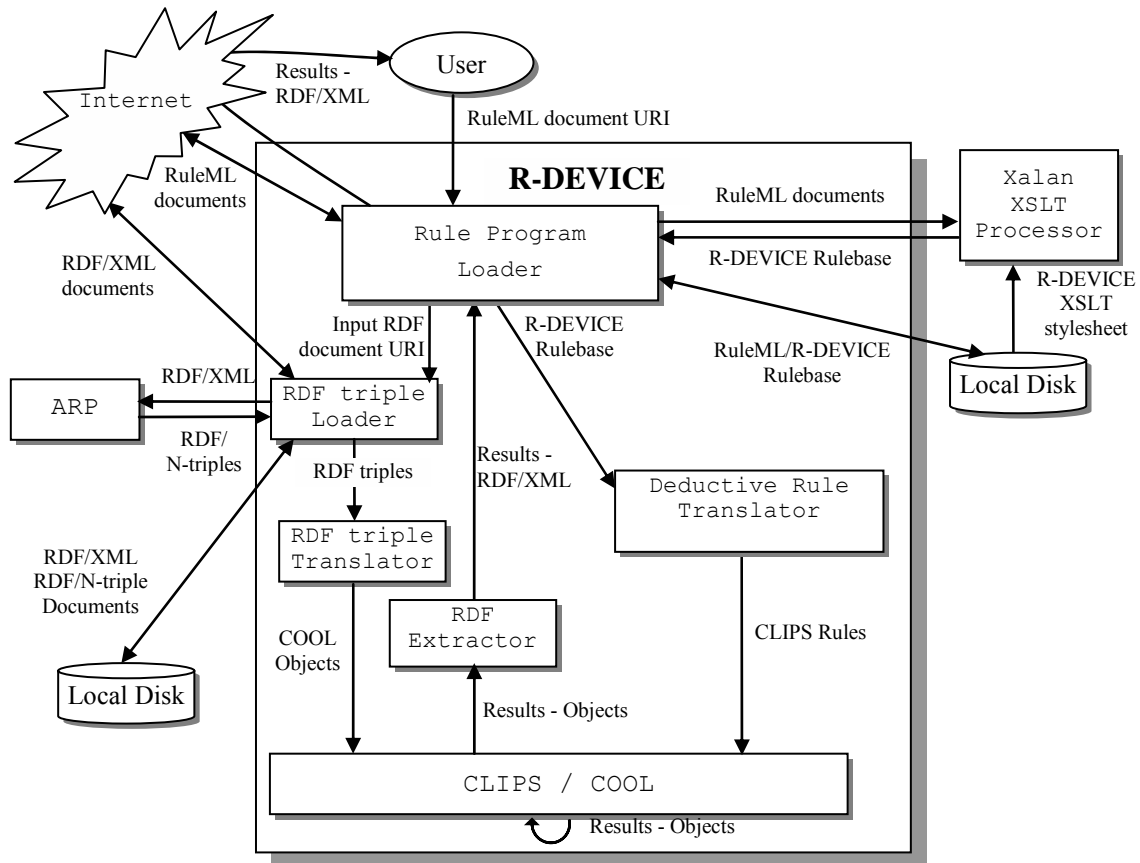 User
Results -
RDF/XML
Internet
RuleML document URI
R-DEVICE
RuleML
documents
Rule Program
Loader
RuleML documents
Xalan
XSLT
Processor
R-DEVICE Rulebase
R-DEVICE
XSLT
stylesheet
RDF/XML
documents
Input RDF
document URI
R-DEVICE
Rulebase
RuleML/R-DEVICE
Rulebase
Local Disk
ARP
RDF/XML
RDF/
N-triples
RDF triple
Loader
RDF triples
Results -
RDF/XML
Deductive Rule
Translator
RDF triple
Translator
RDF/XML
RDF/N-triple
Documents
RDF
Extractor
COOL
Objects
CLIPS Rules
Local Disk
Results - Objects
CLIPS / COOL
Results - Objects